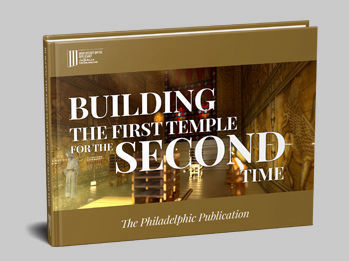 BUILDING
THE FIRST TEMPLE
FOR THE SECOND
TIME
The Philadelphic Publication